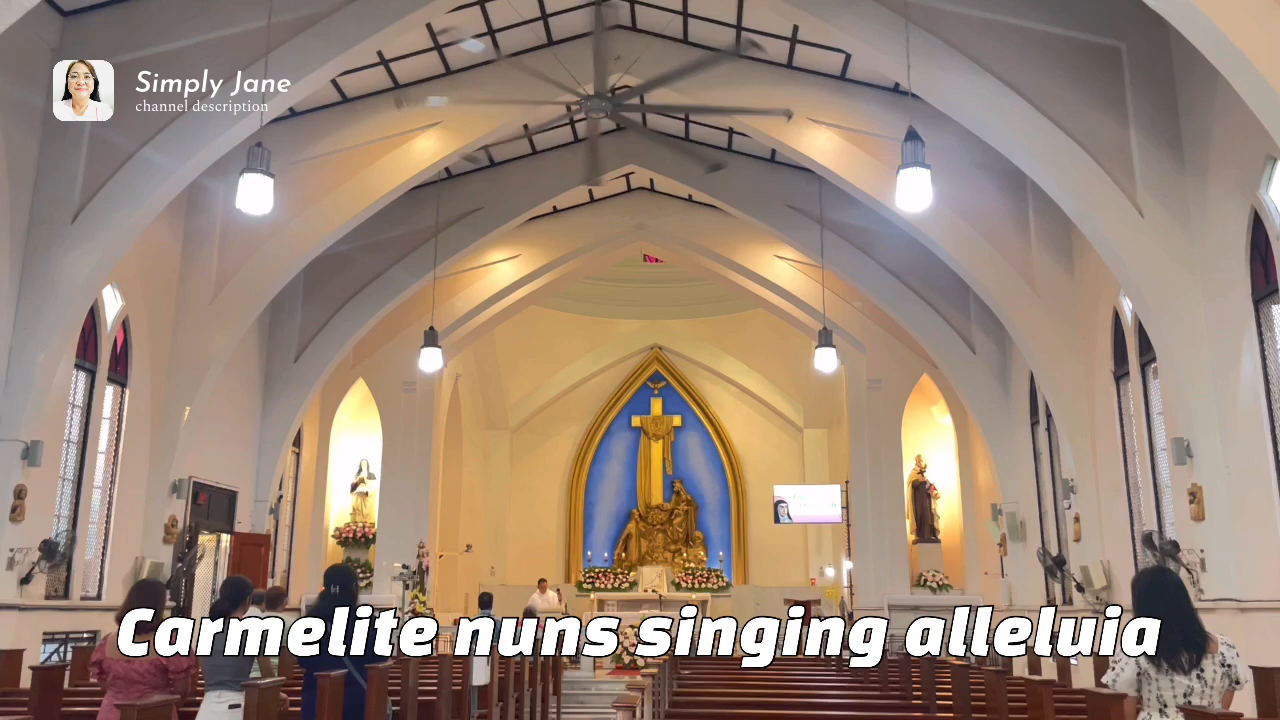 Simply Jane
channel description
Carmelite nuns singing alleluia